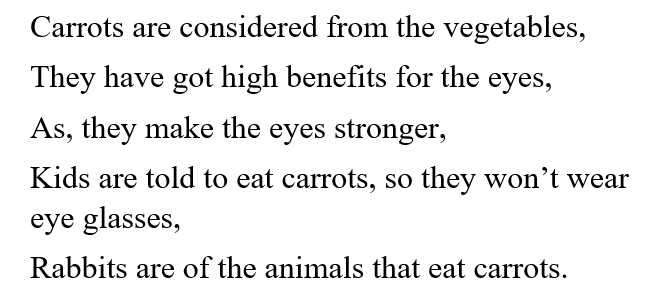 Carrots are considered from the vegetables,
They have got high benefits for the eyes,
As, they make the eyes stronger,
Kids are told to eat carrots, so they won’t wear
eye glasses,
Rabbits are of the animals that eat carrots.